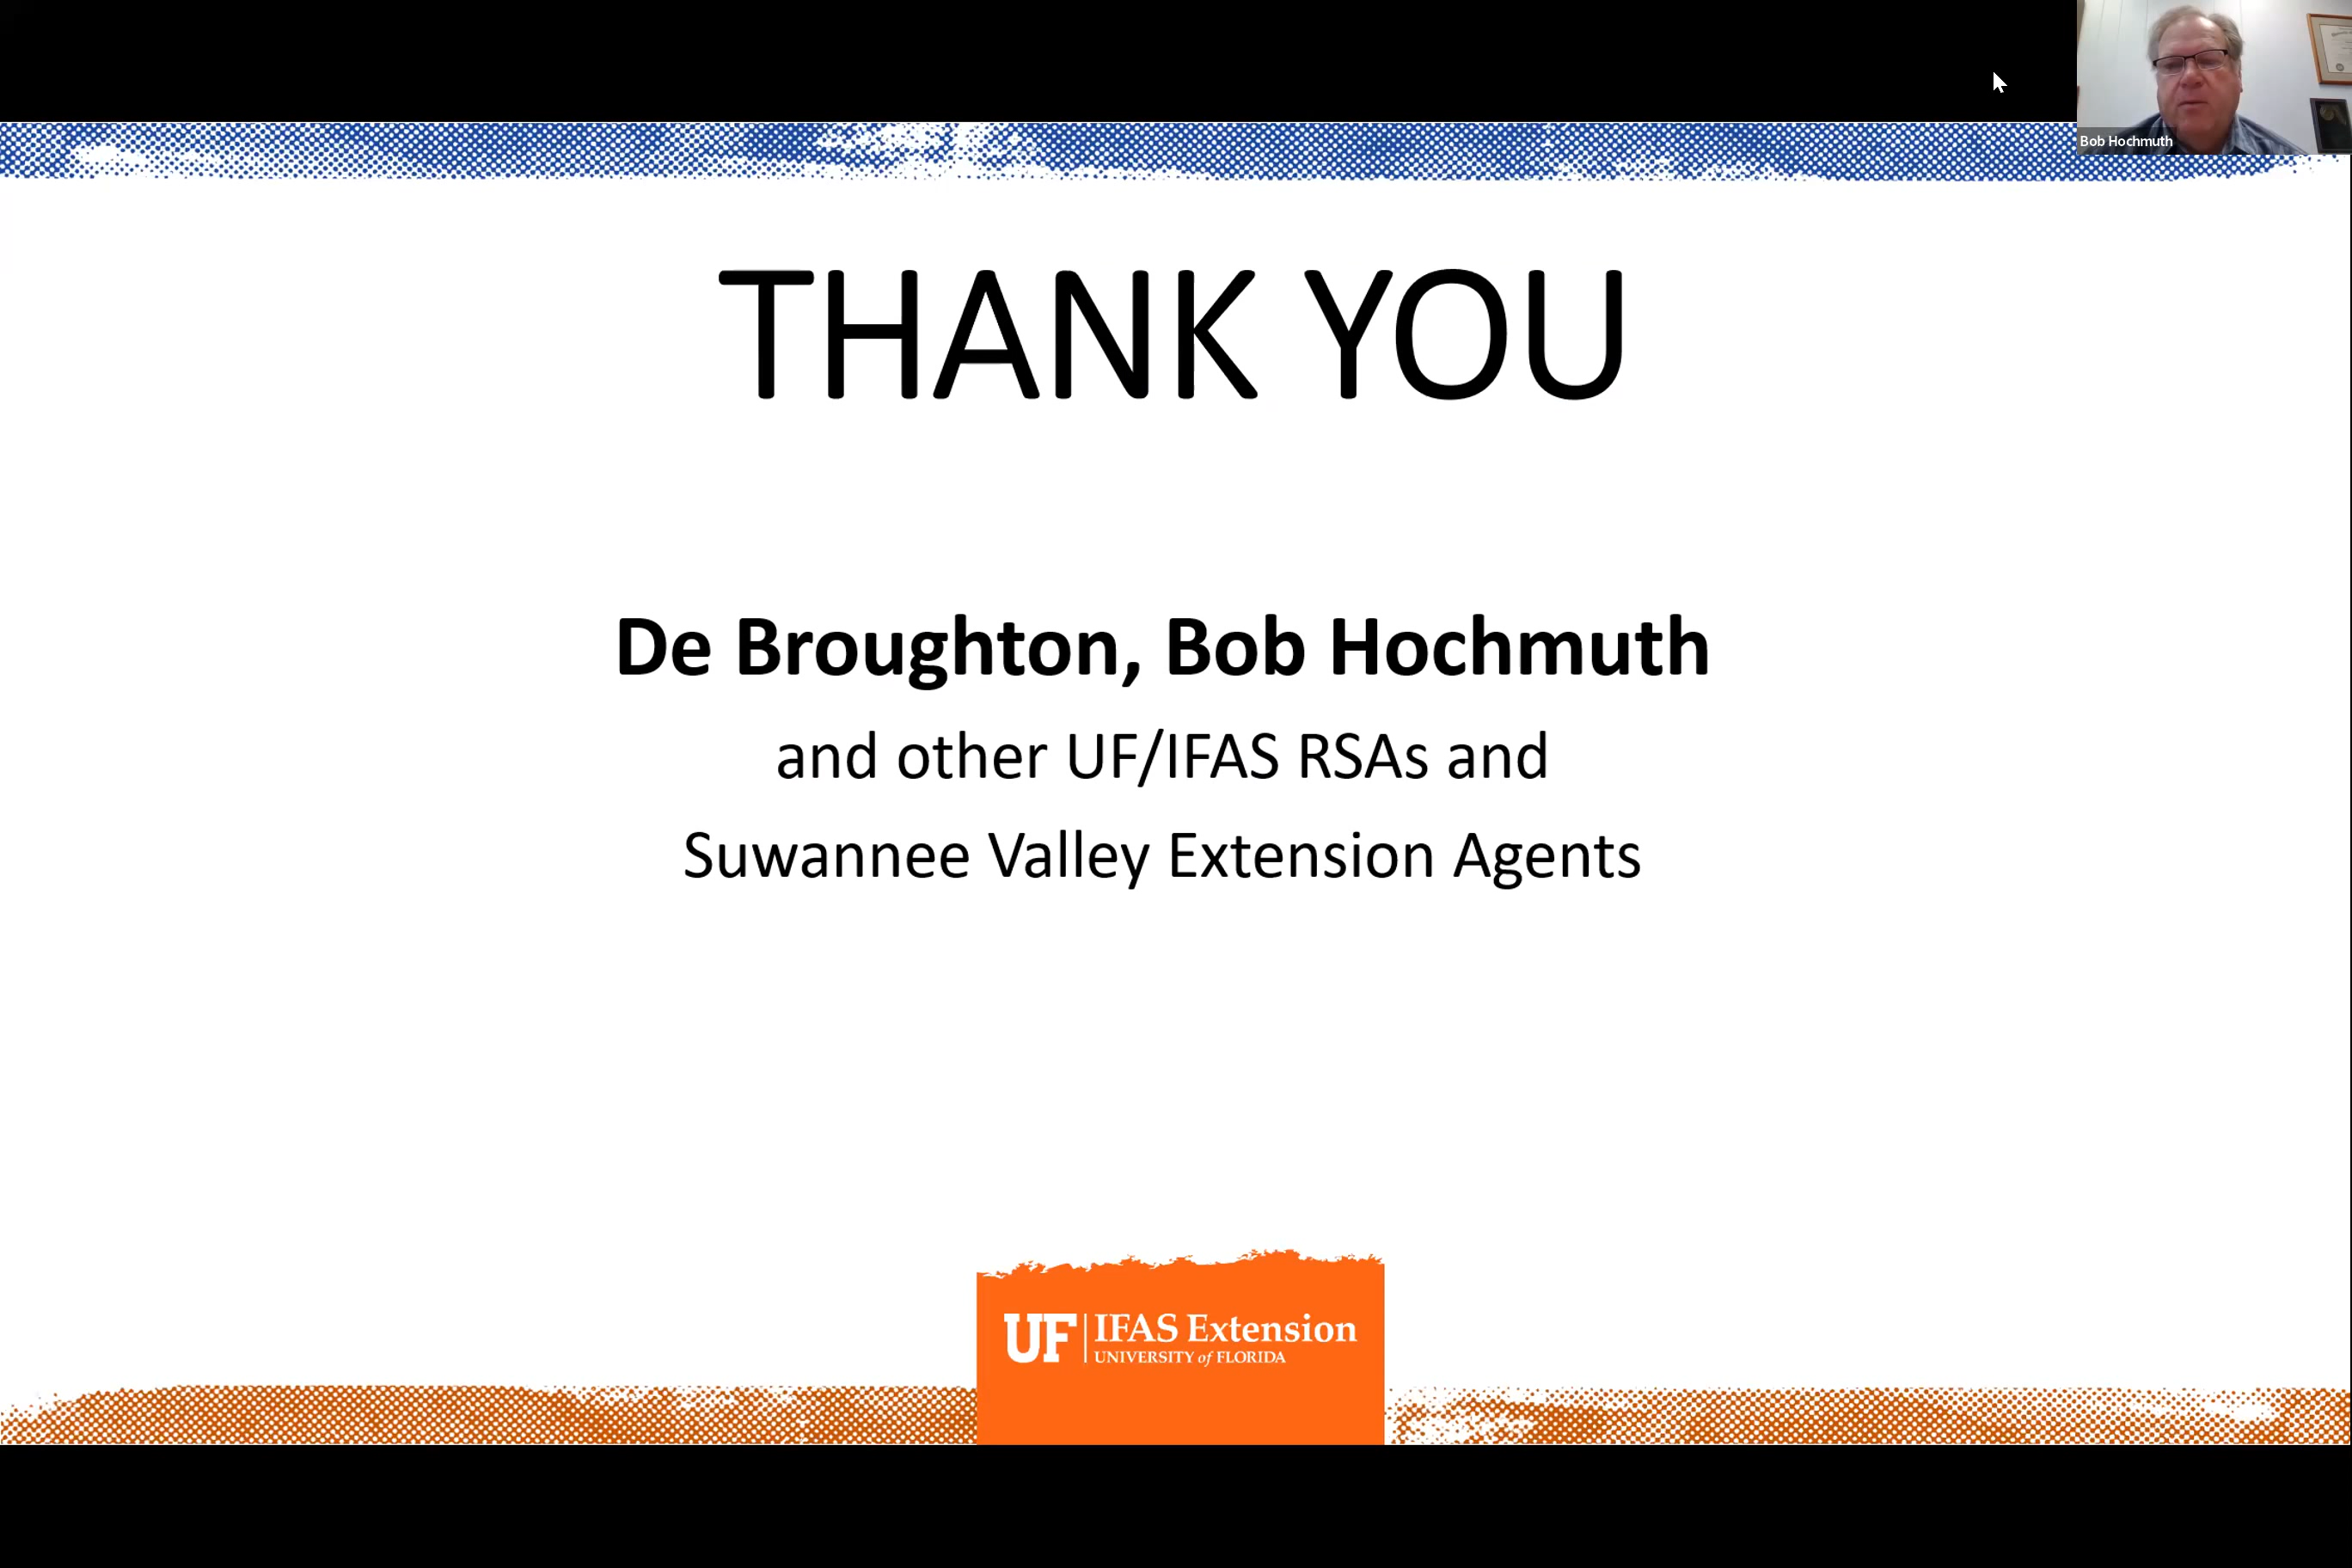 Bob Hochmuth
THANK YOU
De Broughton, Bob Hochmuth
and other UF/IFAS RSAs and
Suwannee Valley Extension Agents
UF | IFAS Extension
UNIVERSITY of FLORIDA